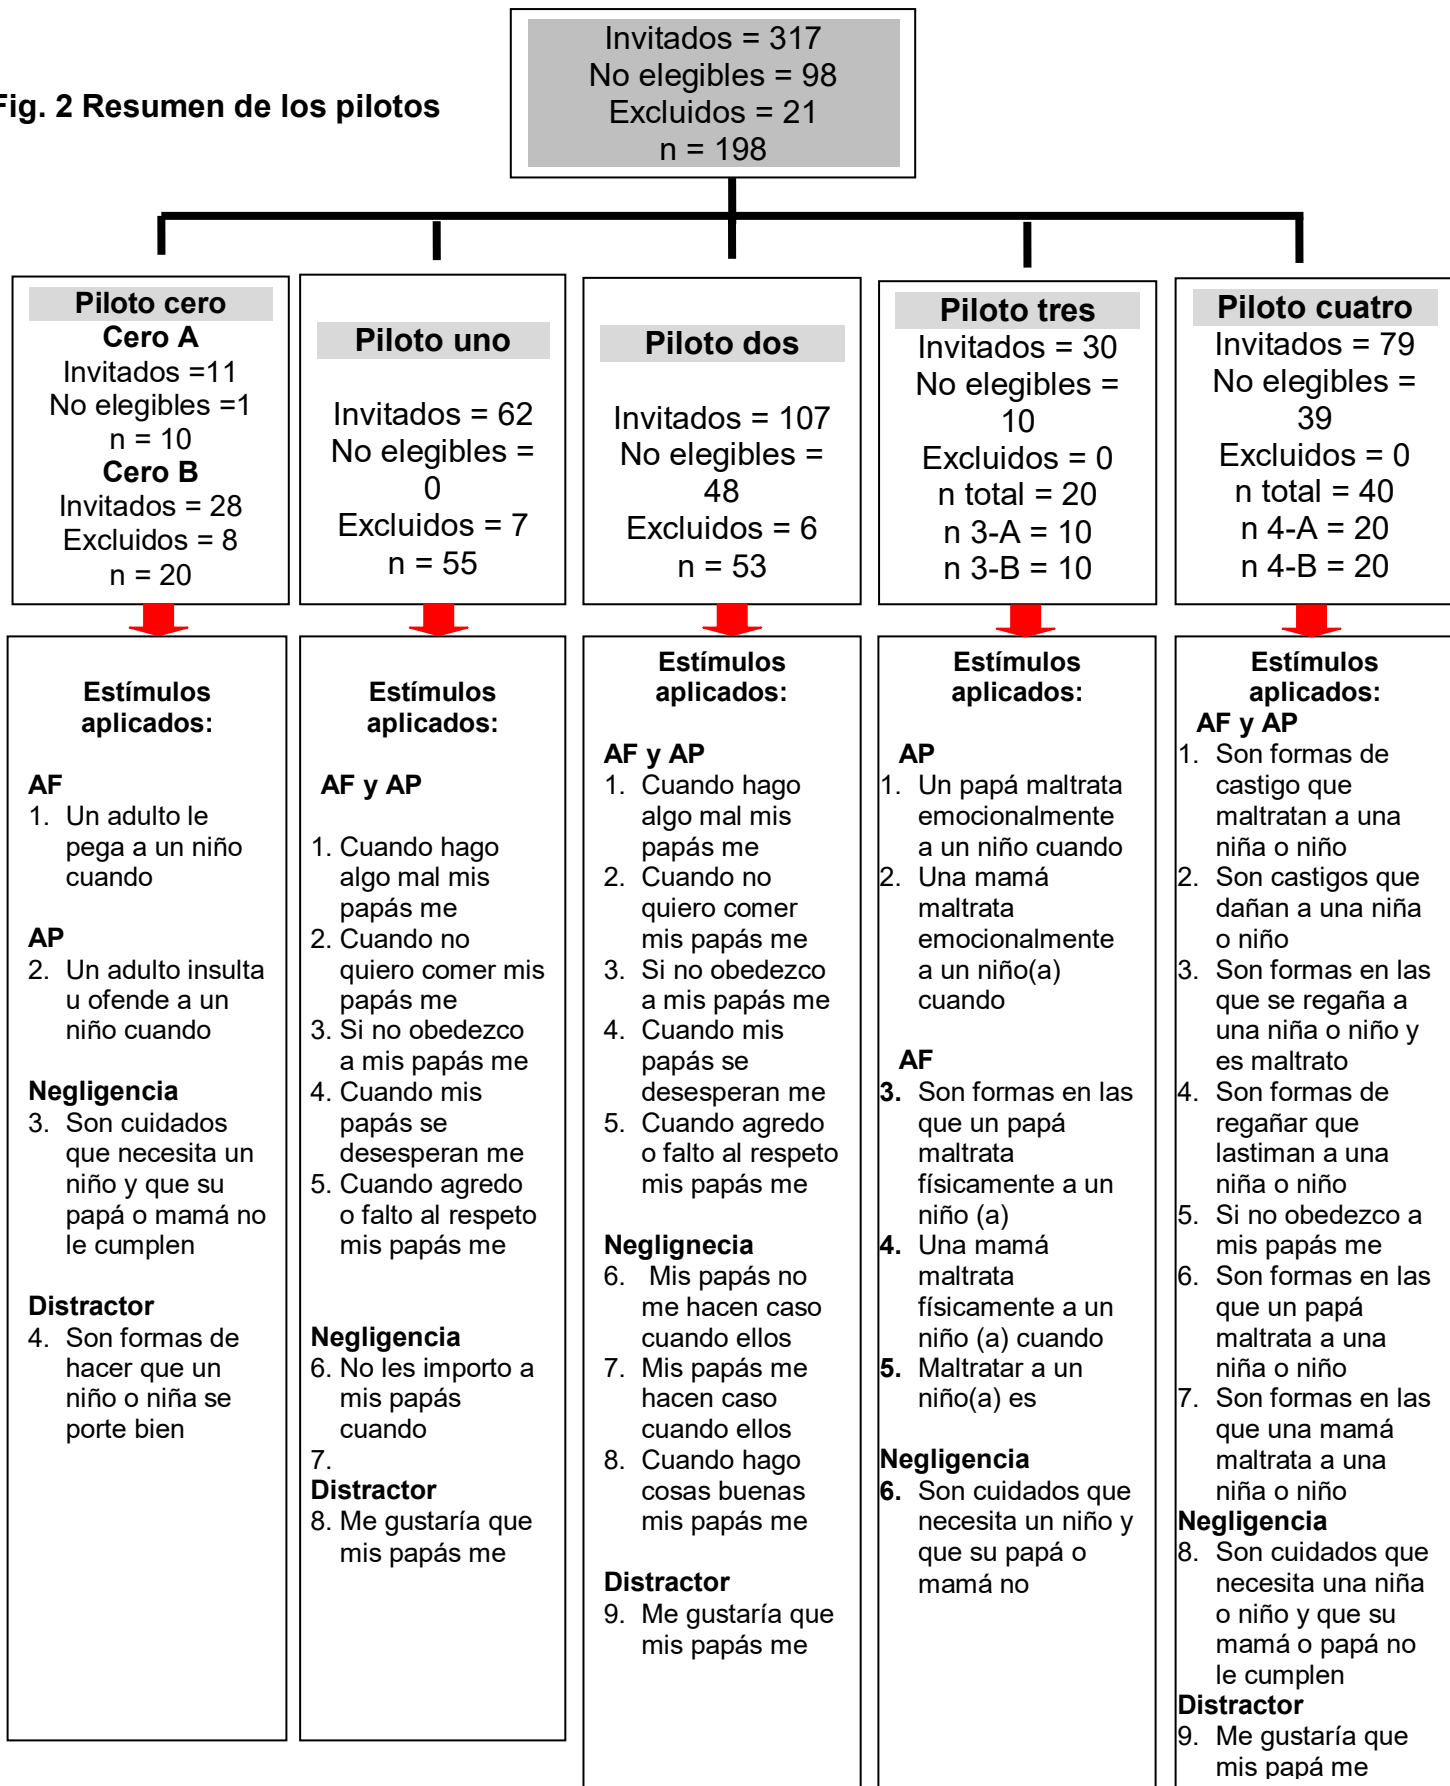 Invitados = 317
No elegibles = 98
Excluidos = 21
n = 198
Fig. 2 Resumen de los pilotos
Piloto cero
Cero A
Invitados =11
No elegibles =1
n = 10
Cero B
Invitados = 28
Excluidos = 8
n = 20
Piloto uno
Invitados = 62
No elegibles =
0
Excluidos = 7
n = 55
Piloto dos
Invitados = 107
No elegibles =
48
Excluidos = 6
n = 53
Piloto tres
Invitados = 30
No elegibles =
10
Excluidos = 0
n total = 20
n 3-A = 10
n 3-B = 10
Piloto cuatro
Invitados = 79
No elegibles =
39
Excluidos = 0
n total = 40
n 4-A = 20
n 4-B = 20
Estímulos
aplicados:
AF
1. Un adulto le
pega a un niño
cuando
AP
2. Un adulto insulta
u ofende a un
niño cuando
Negligencia
3. Son cuidados
que necesita un
niño y que su
papá o mamá no
le cumplen
Distractor
4. Son formas de
hacer que un
niño o niña se
porte bien
Estímulos
aplicados:
AF y AP
1. Cuando hago
algo mal mis
papás me
2. Cuando no
quiero comer mis
papás me
3. Si no obedezco
a mis papás me
4. Cuando mis
papás se
desesperan me
5. Cuando agredo
o falto al respeto
mis papás me
Negligencia
6. No les importo a
mis papás
cuando
7.
Distractor
8. Me gustaría que
mis papás me
Estímulos
aplicados:
AF y AP
1. Cuando hago
algo mal mis
papás me
2. Cuando no
quiero comer
mis papás me
3. Si no obedezco
a mis papás me
4. Cuando mis
papás se
desesperan me
5. Cuando agredo
o falto al respeto
mis papás me
Neglignecia
6. Mis papás no
me hacen caso
cuando ellos
7. Mis papás me
hacen caso
cuando ellos
8. Cuando hago
cosas buenas
mis papás me
Distractor
9. Me gustaría que
mis papás me
Estímulos
aplicados:
AP
1. Un papá maltrata
emocionalmente
a un niño cuando
2. Una mamá
maltrata
emocionalmente
a un niño(a)
cuando
AF
3. Son formas en las
que un papá
maltrata
físicamente a un
niño (a)
4. Una mamá
maltrata
físicamente a un
niño (a) cuando
5. Maltratar a un
niño(a) es
Negligencia
6. Son cuidados que
necesita un niño y
que su papá o
mamá no
Estímulos
aplicados:
AF y AP
1. Son formas de
castigo que
maltratan a una
niña o niño
2. Son castigos que
dañan a una niña
o niño
3. Son formas en las
que se regaña a
una niña o niño y
es maltrato
4. Son formas de
regañar que
lastiman a una
niña o niño
5. Si no obedezco a
mis papás me
6. Son formas en las
que un papá
maltrata a una
niña o niño
7. Son formas en las
que una mamá
maltrata a una
niña o niño
Negligencia
8. Son cuidados que
necesita una niña
o niño y que su
mamá o papá no
le cumplen
Distractor
9. Me gustaría que
mis papá me